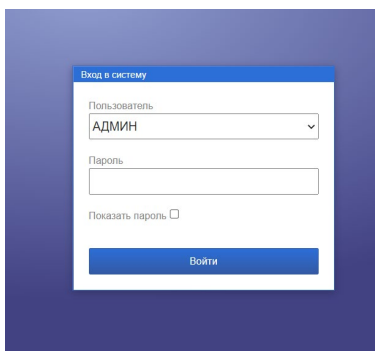 Вход в систему
Пользователь
АДМИН
Пароль
Показать пароль
Войти